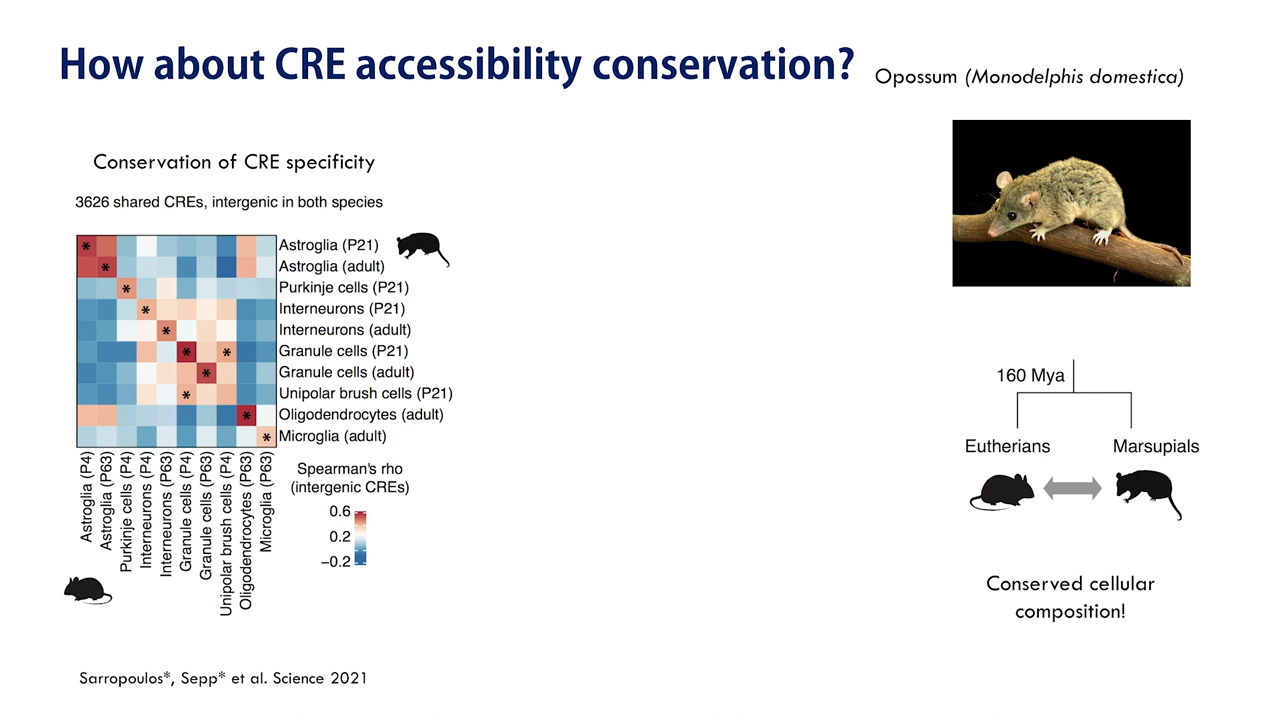 How about CRE accessibility conservation?
Opossum (Monodelphis domestica)
Conservation of CRE specificity
3626 shared CREs, intergenic in both species
Astroglia (P21)
Astroglia (adult)
Purkinje cells (P21)
Interneurons (P21)
Interneurons (adult)
Granule cells (P21)
Granule cells (adult)
Unipolar brush cells (P21)
Oligodendrocytes (adult)
Microglia (adult)
Astroglia (P4)
Astroglia (P63)
Purkinje cells (P4)
Interneurons (P4)
Interneurons (P63)
Granule cells (P4)
Granule cells (P63)
Unipolar brush cells (P4)
Oligodendrocytes (P63)
Microglia (P63)
Spearman's rho
(intergenic CREs)
0.6
0.2
−0.2
160 Mya
Eutherians
Marsupials
Conserved cellular
composition!
Sarropoulos*, Sepp* et al. Science 2021